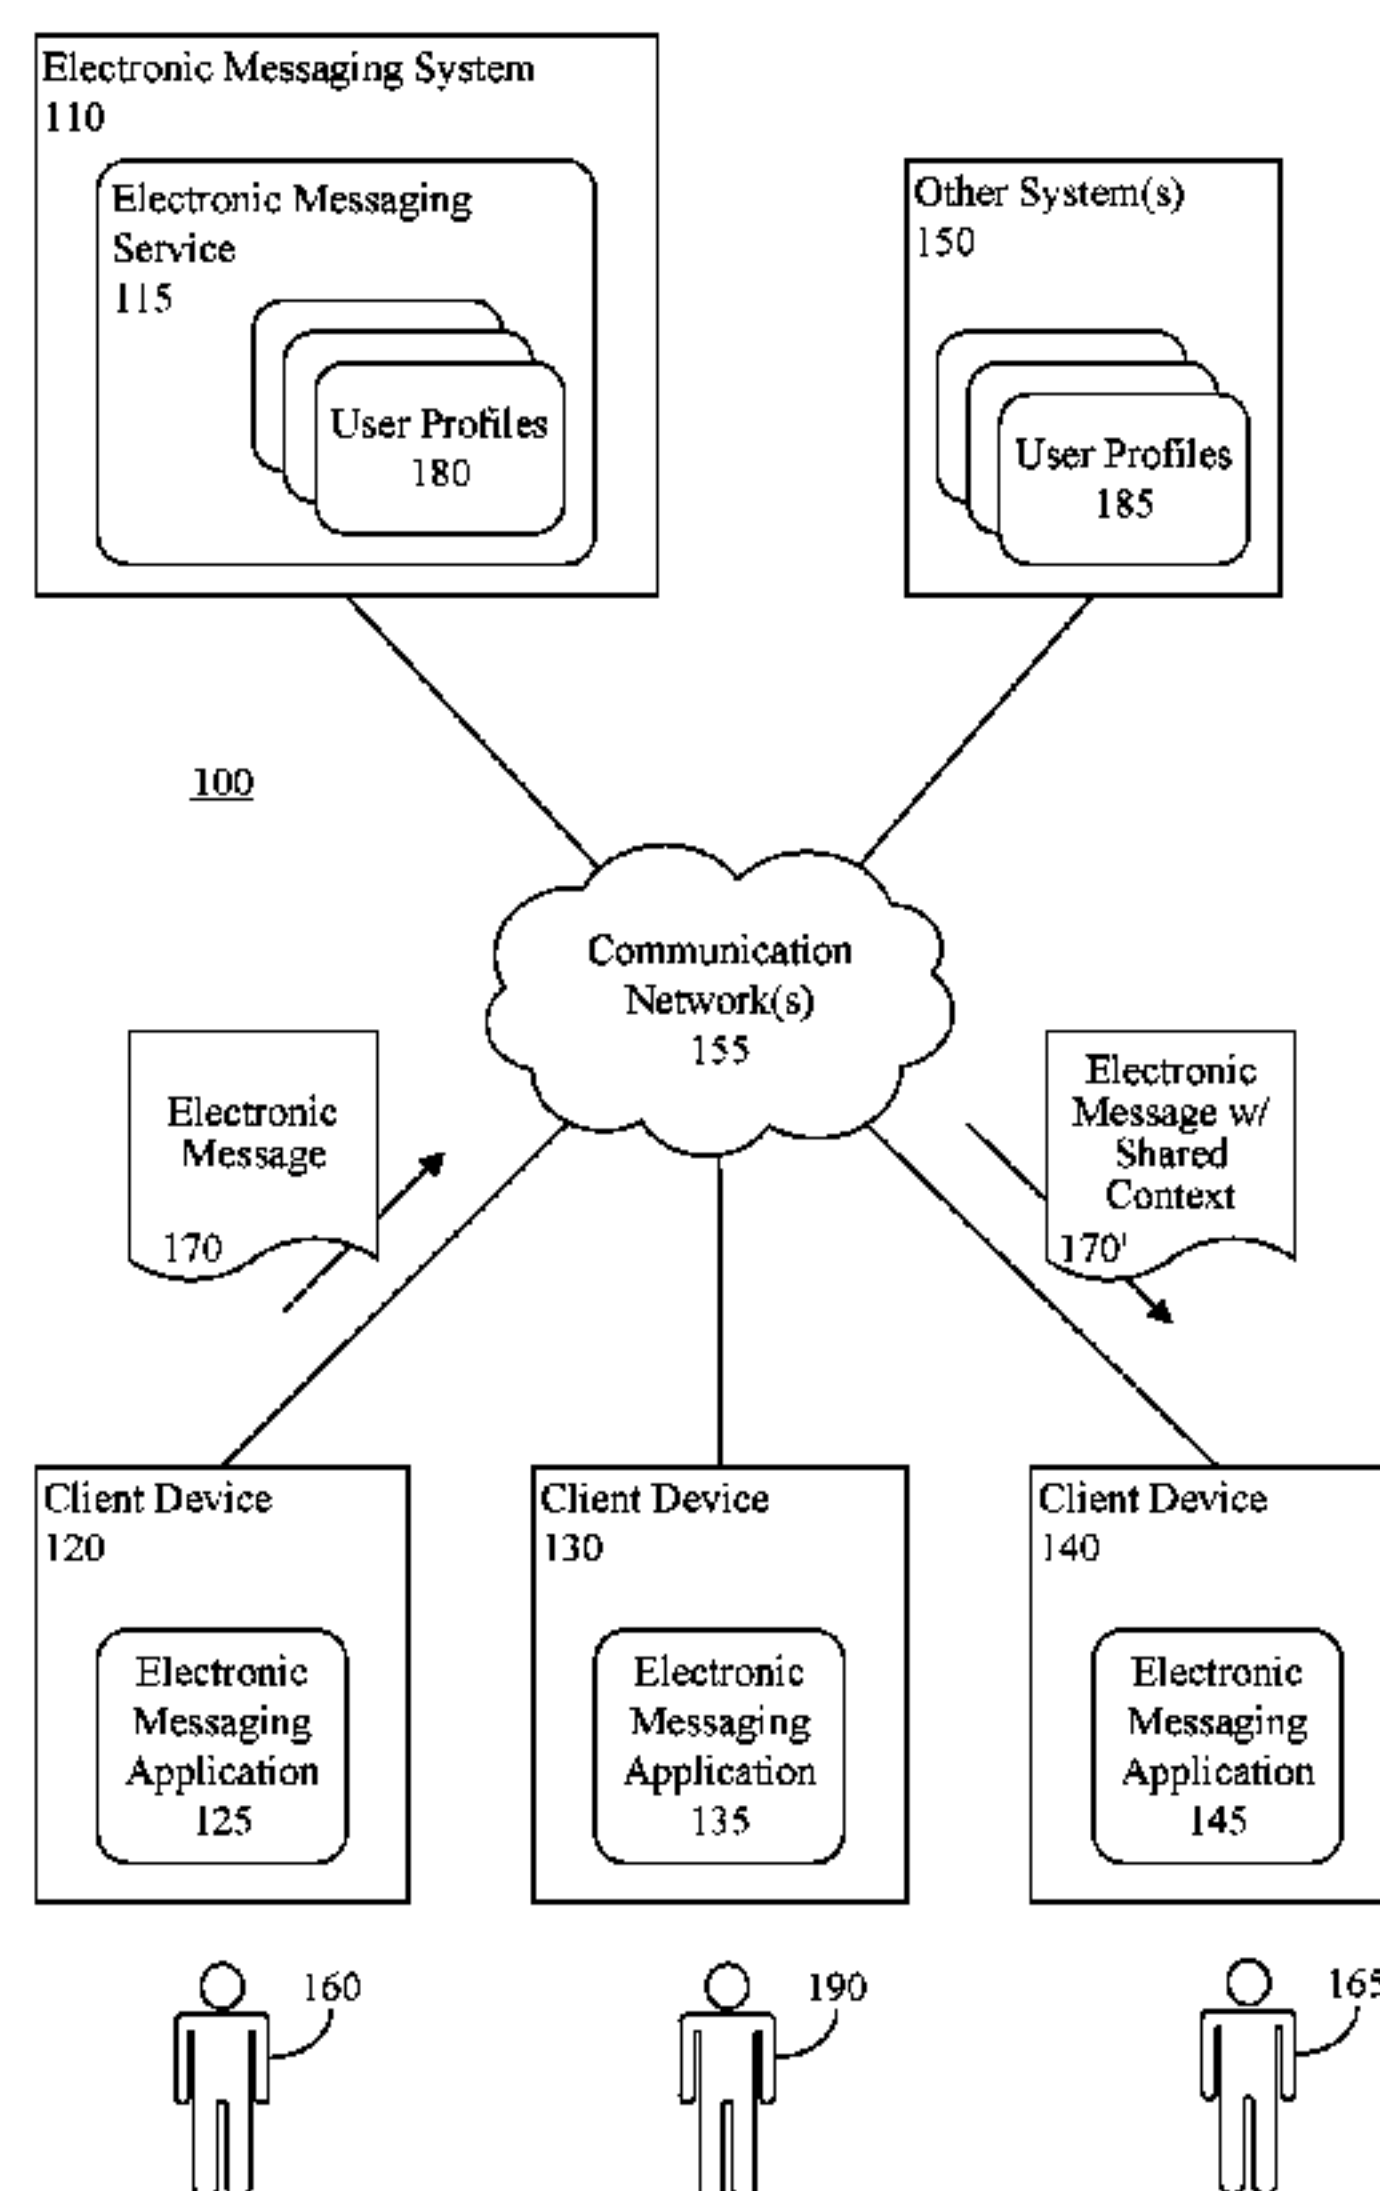 Electronic Messaging System
110
Electronic Messaging
Service
115
User Profiles
180
Other System(s)
150
User Profiles
185
100
Communication
Network(s)
155
Electronic
Message
170
Electronic
Message w/
Shared
Context
170'
Client Device
120
Electronic
Messaging
Application
125
Client Device
130
Electronic
Messaging
Application
135
Client Device
140
Electronic
Messaging
Application
145
160
190
165